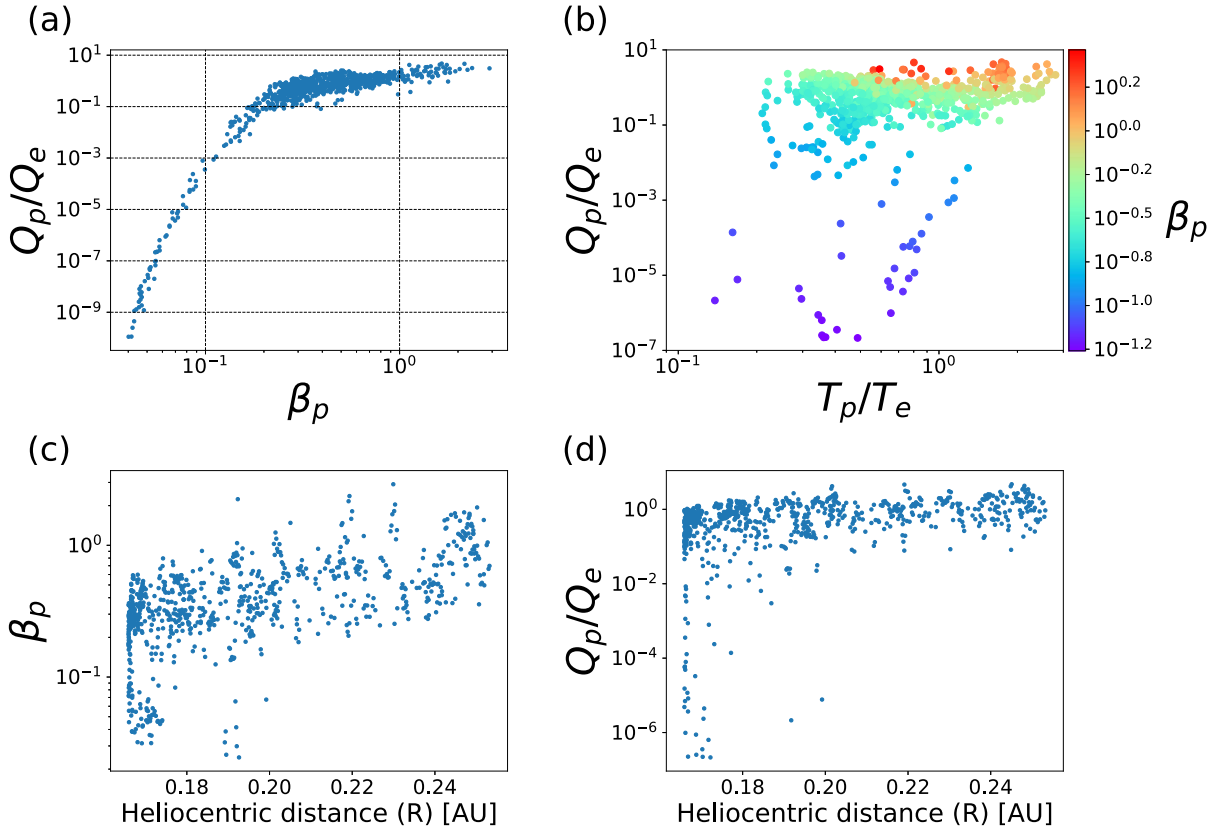 (a)
10^1
10^{-1}
10^{-3}
10^{-5}
10^{-7}
10^{-9}
Q_p/Q_e
10^{-1}
10^0
β_p
(b)
10^1
10^{-1}
10^{-3}
10^{-5}
10^{-7}
Q_p/Q_e
10^{-1}
10^0
T_p/T_e
10^{0.2}
10^{0.0}
10^{-0.2}
10^{-0.5}
10^{-0.8}
10^{-1.0}
10^{-1.2}
β_p
(c)
10^0
10^{-1}
β_p
0.18
0.20
0.22
0.24
Heliocentric distance (R) [AU]
(d)
10^0
10^{-2}
10^{-4}
10^{-6}
Q_p/Q_e
0.18
0.20
0.22
0.24
Heliocentric distance (R) [AU]